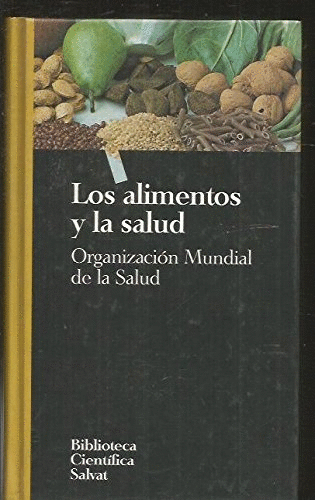 Los alimentos
y la salud
Organización Mundial
de la Salud
Biblioteca
Científica
Salvat